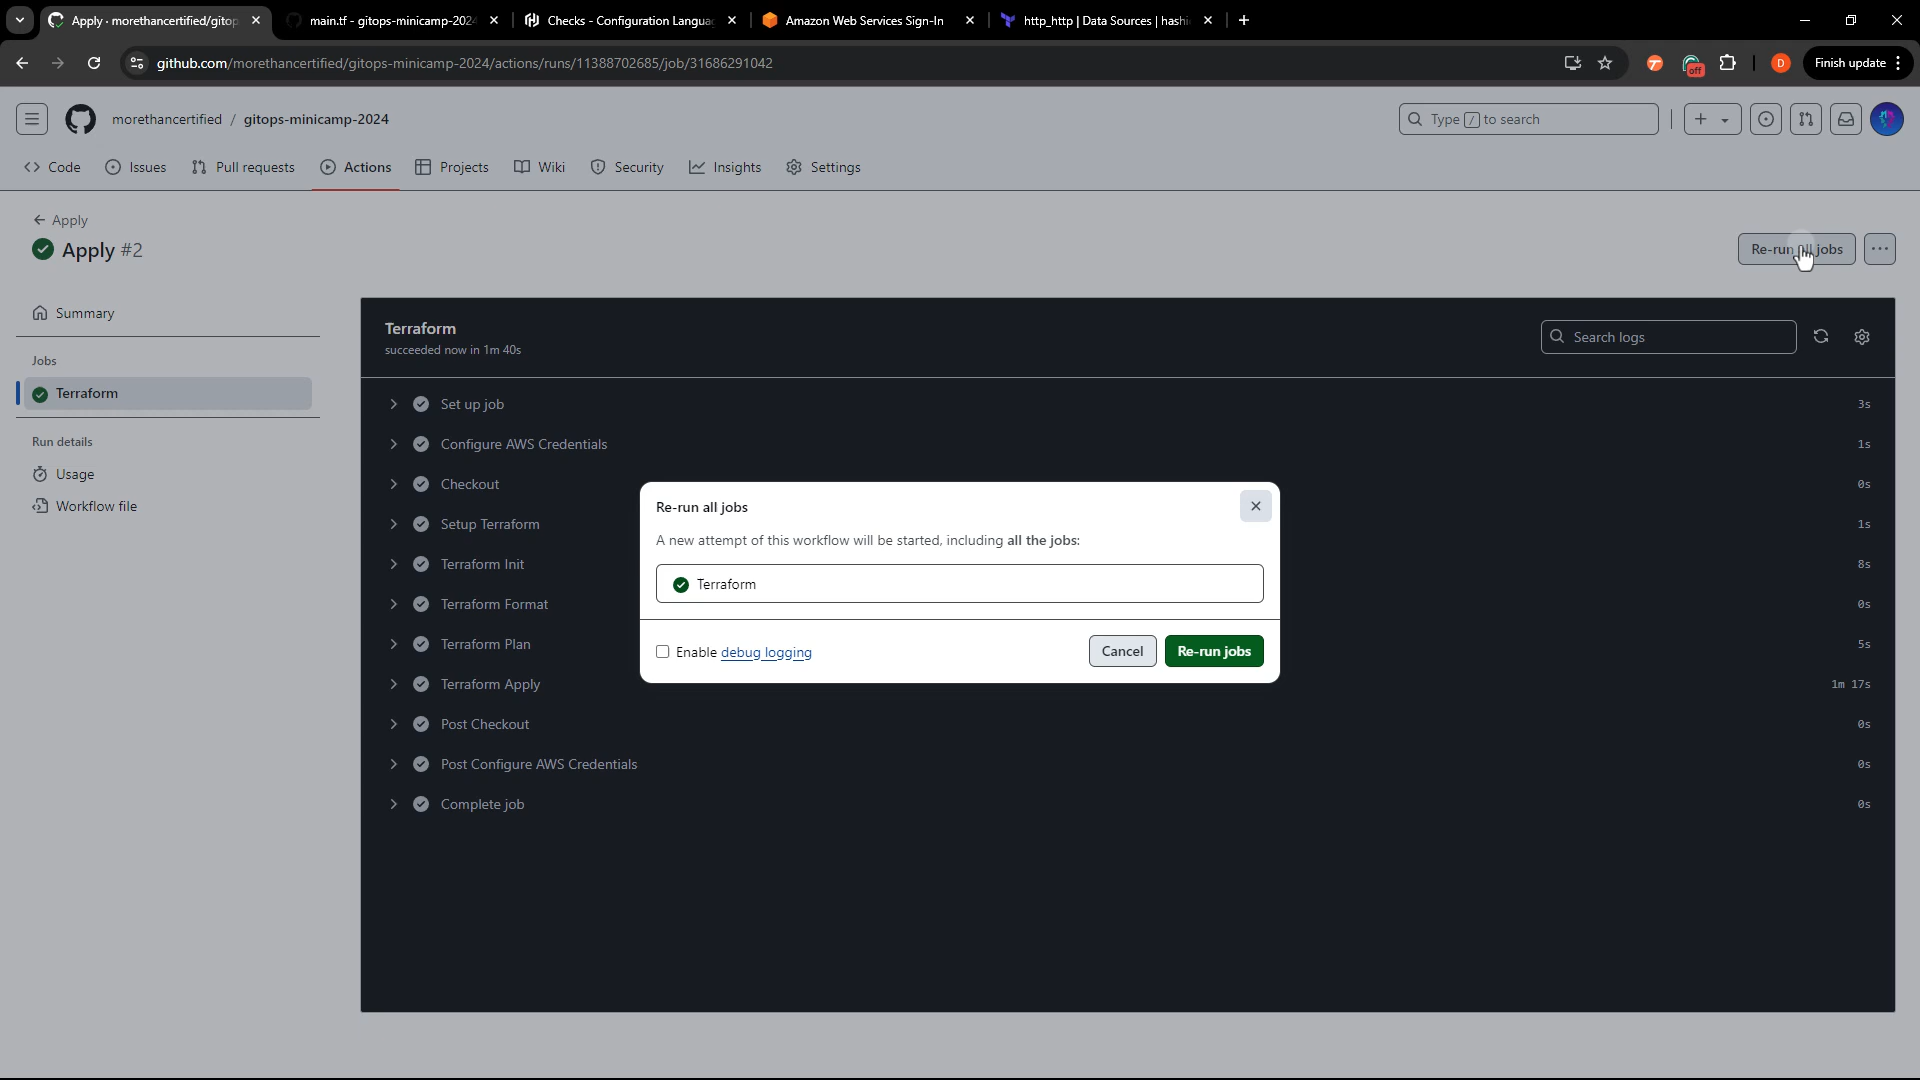 Apply · morethancertified/gitop
main.tf - gitops-minicamp-202
Checks - Configuration Langua
Amazon Web Services Sign-In
http_http | Data Sources | hashi
github.com/morethancertified/gitops-minicamp-2024/actions/runs/11388702685/job/31686291042
off
D
Finish update
morethancertified / gitops-minicamp-2024
Type / to search
Code
Issues
Pull requests
Actions
Projects
Wiki
Security
Insights
Settings
Apply
Apply #2
Re-run all jobs
Summary
Jobs
Terraform
Run details
Usage
Workflow file
Terraform
succeeded now in 1m 40s
Search logs
Set up job 3s
Configure AWS Credentials 1s
Checkout 0s
Setup Terraform 1s
Terraform Init 8s
Terraform Format 0s
Terraform Plan 5s
Terraform Apply 1m 17s
Post Checkout 0s
Post Configure AWS Credentials 0s
Complete job 0s
Re-run all jobs
A new attempt of this workflow will be started, including all the jobs:
Terraform
Enable debug logging
Cancel
Re-run jobs